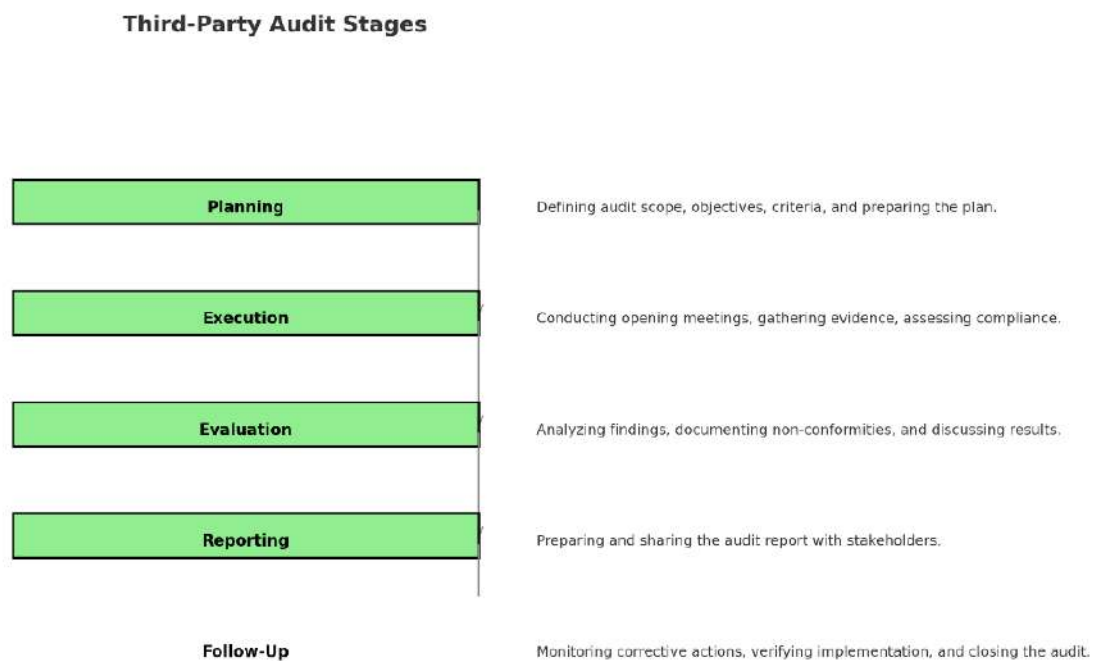 Third-Party Audit Stages
Planning
Defining audit scope, objectives, criteria, and preparing the plan.
Execution
Conducting opening meetings, gathering evidence, assessing compliance.
Evaluation
Analyzing findings, documenting non-conformities, and discussing results.
Reporting
Preparing and sharing the audit report with stakeholders.
Follow-Up
Monitoring corrective actions, verifying implementation, and closing the audit.